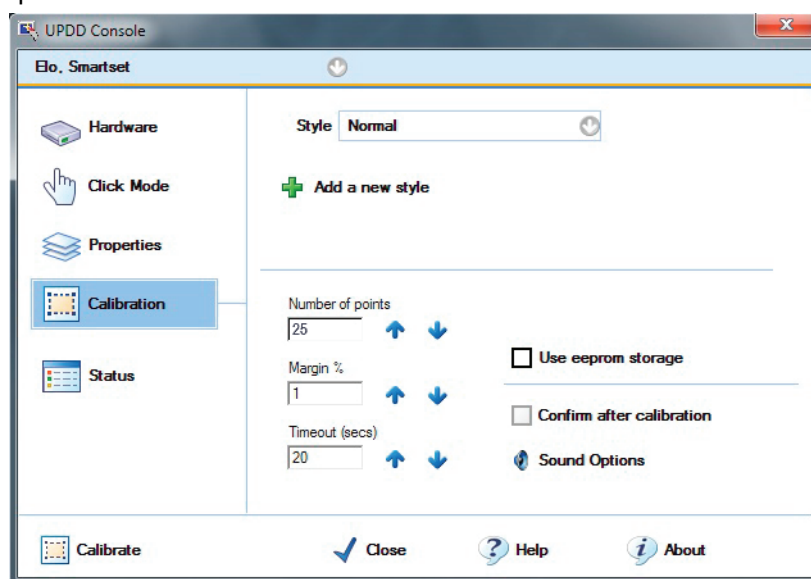 UPDD Console
Elo, Smartset
Hardware
Click Mode
Properties
Calibration
Status
Style Normal
Add a new style
Number of points
25
Margin %
1
Timeout (secs)
20
Use eeprom storage
Confirm after calibration
Sound Options
Calibrate
Close
Help
About